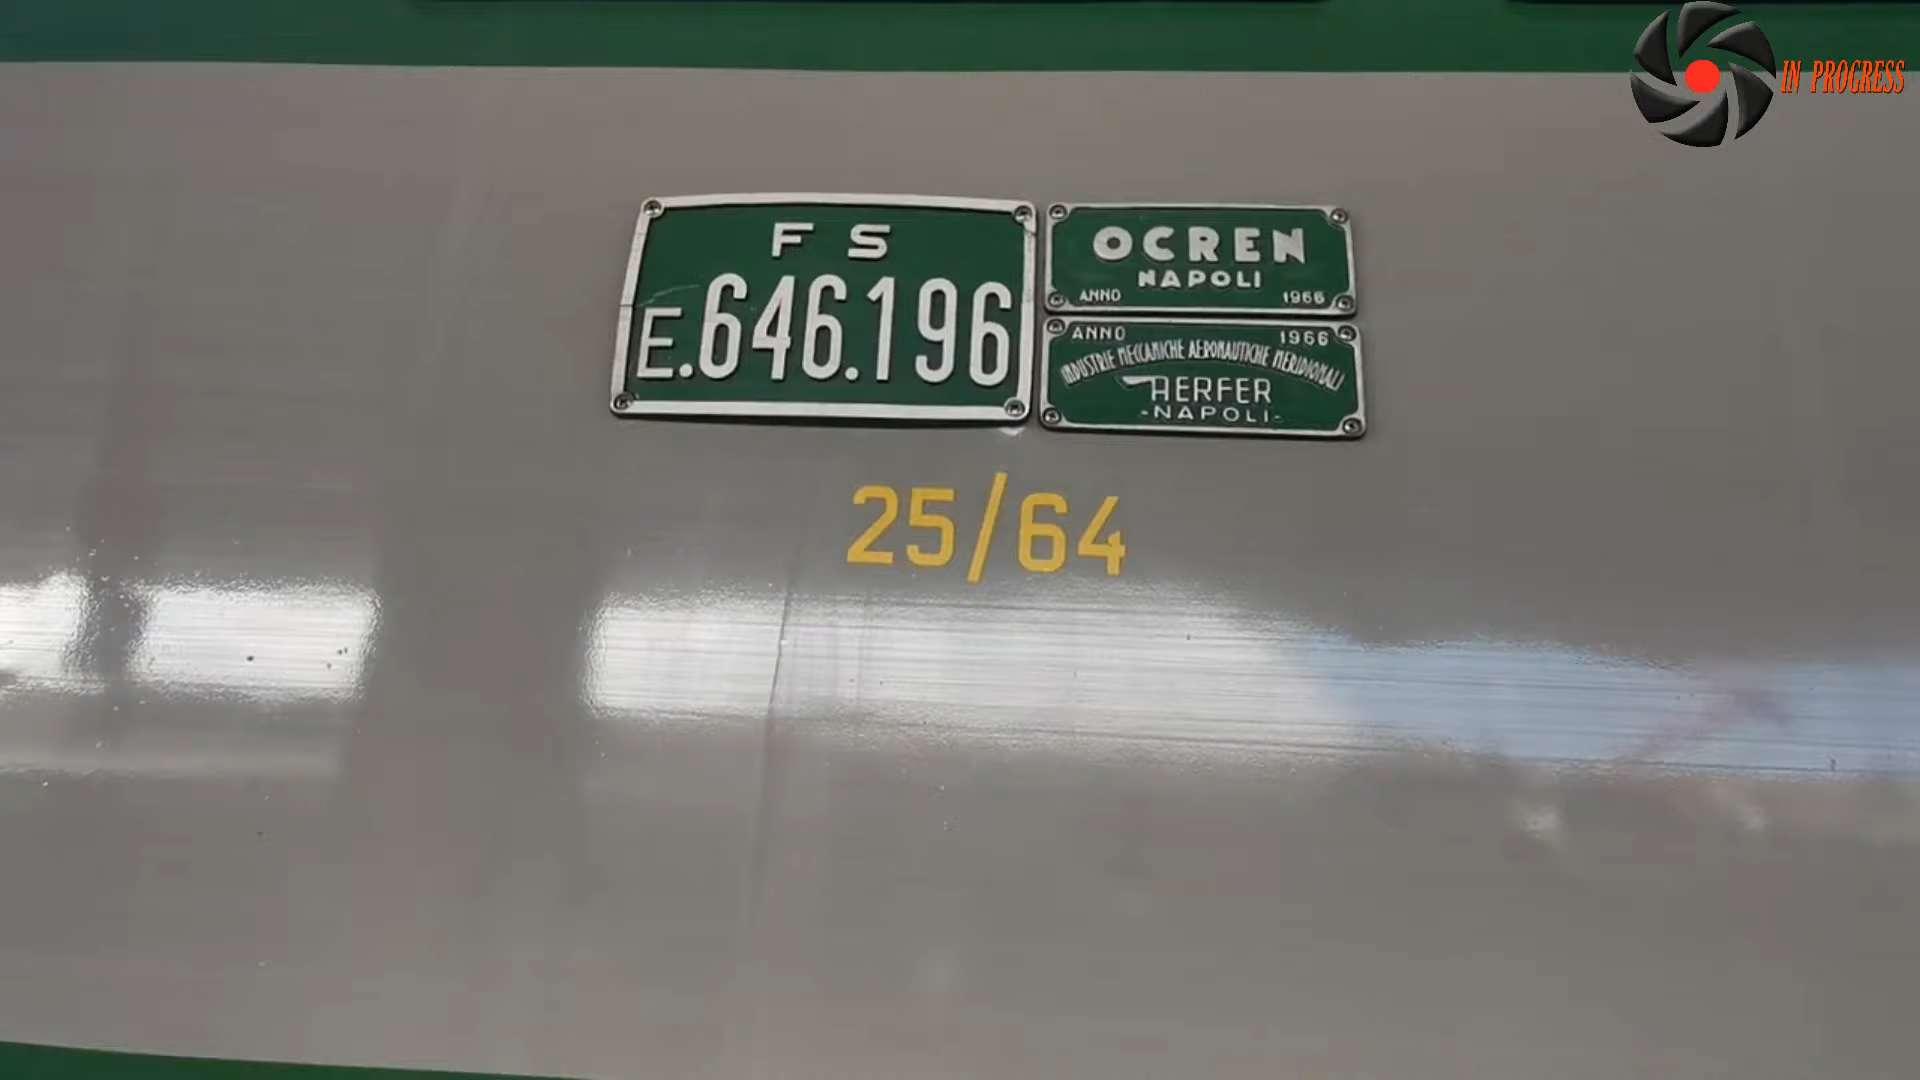 IN PROGRESS
F S
E.646.196
OCREN
NAPOLI
ANNO 1966
ANNO 1966
INDUSTRIE MECCANICHE AERONAUTICHE MERIDIONALI
AERFER
-NAPOLI-
25/64